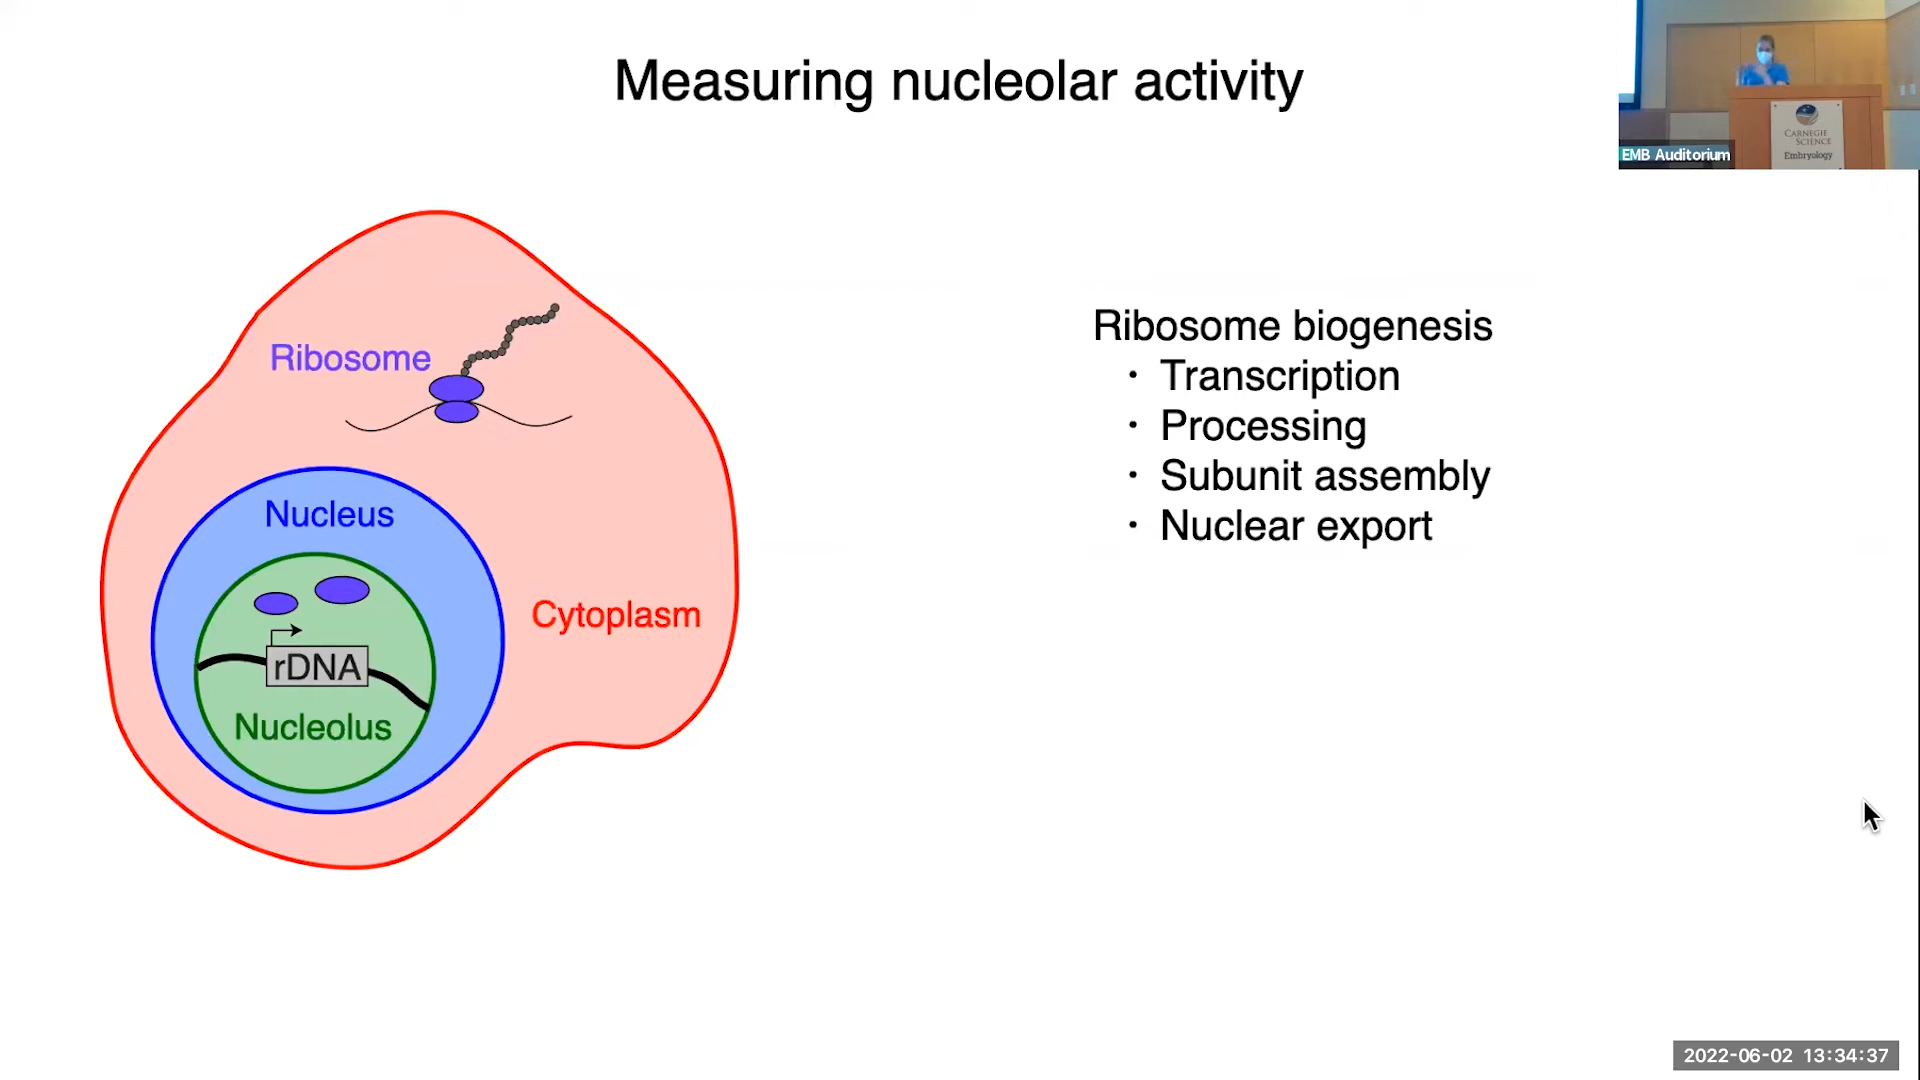 Measuring nucleolar activity
CARNEGIE
SCIENCE
Embryology
EMB Auditorium
Ribosome
Nucleus
rDNA
Nucleolus
Cytoplasm
Ribosome biogenesis
· Transcription
· Processing
· Subunit assembly
· Nuclear export
2022-06-02 13:34:37